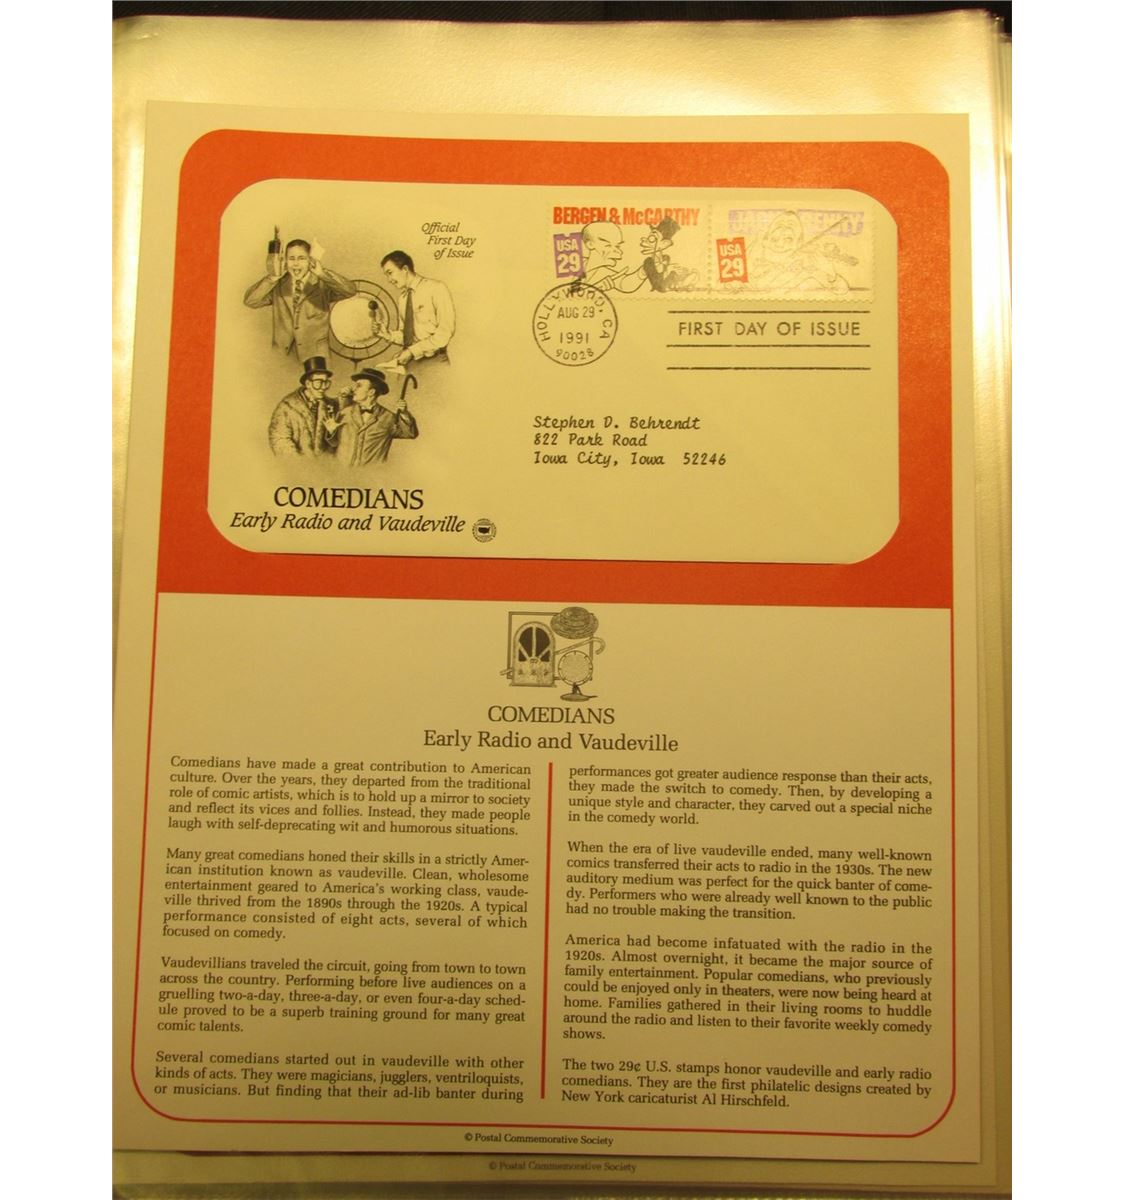 Official
First Day
of Issue
BERGEN & McCARTHY
JACK BENNY
USA
29
USA
29
HOLLYWOOD, CA
AUG 29
1991
90028
FIRST DAY OF ISSUE
Stephen D. Behrendt
822 Park Road
Iowa City, Iowa 52246
COMEDIANS
Early Radio and Vaudeville
COMEDIANS
Early Radio and Vaudeville
Comedians have made a great contribution to American
culture. Over the years, they departed from the traditional
role of comic artists, which is to hold up a mirror to society
and reflect its vices and follies. Instead, they made people
laugh with self-deprecating wit and humorous situations.
Many great comedians honed their skills in a strictly Amer-
ican institution known as vaudeville. Clean, wholesome
entertainment geared to America's working class, vaude-
ville thrived from the 1890s through the 1920s. A typical
performance consisted of eight acts, several of which
focused on comedy.
Vaudevillians traveled the circuit, going from town to town
across the country. Performing before live audiences on a
gruelling two-a-day, three-a-day, or even four-a-day sched-
ule proved to be a superb training ground for many great
comic talents.
Several comedians started out in vaudeville with other
kinds of acts. They were magicians, jugglers, ventriloquists,
or musicians. But finding that their ad-lib banter during
performances got greater audience response than their acts,
they made the switch to comedy. Then, by developing a
unique style and character, they carved out a special niche
in the comedy world.
When the era of live vaudeville ended, many well-known
comics transferred their acts to radio in the 1930s. The new
auditory medium was perfect for the quick banter of come-
dy. Performers who were already well known to the public
had no trouble making the transition.
America had become infatuated with the radio in the
1920s. Almost overnight, it became the major source of
family entertainment. Popular comedians, who previously
could be enjoyed only in theaters, were now being heard at
home. Families gathered in their living rooms to huddle
around the radio and listen to their favorite weekly comedy
shows.
The two 29¢ U.S. stamps honor vaudeville and early radio
comedians. They are the first philatelic designs created by
New York caricaturist Al Hirschfeld.
© Postal Commemorative Society
© Postal Commemorative Society